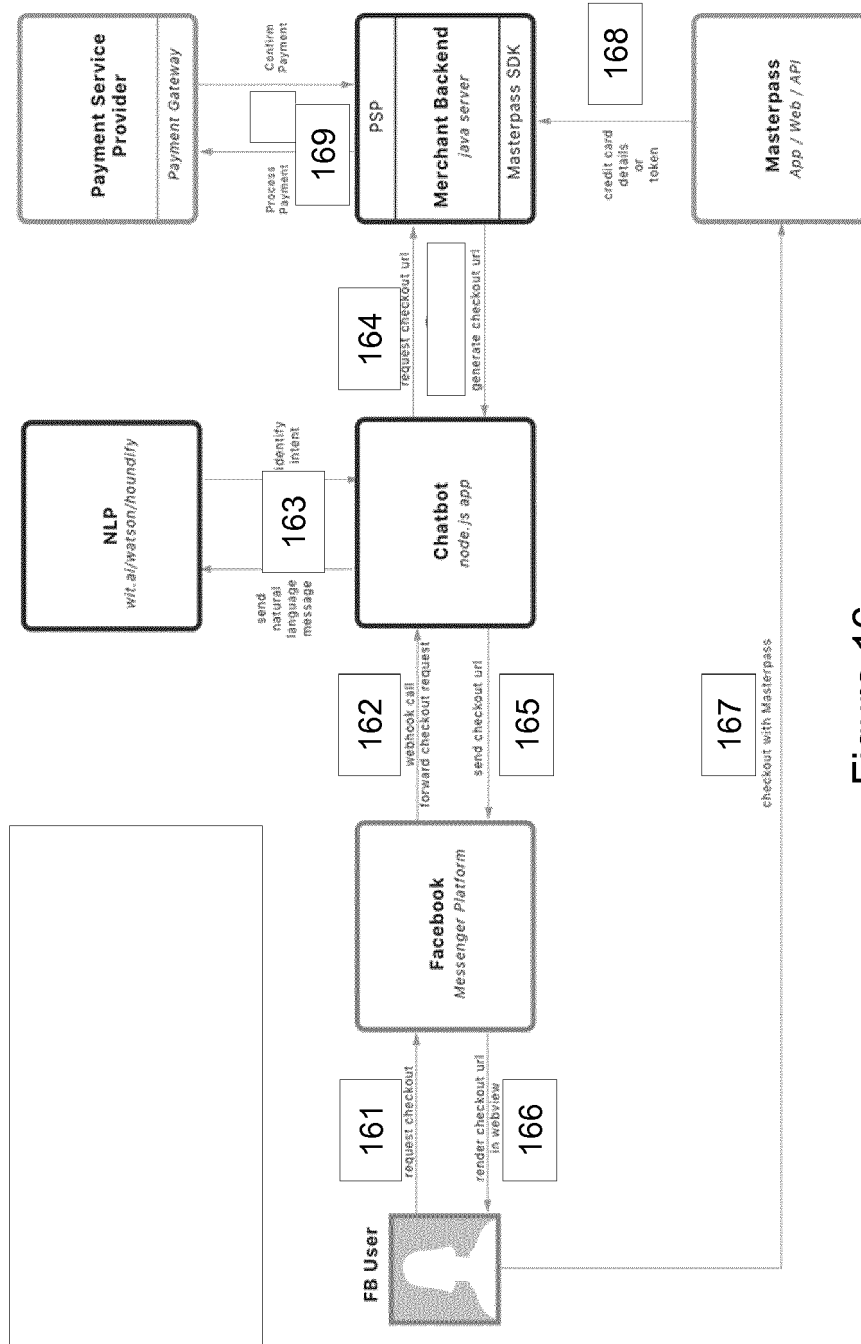 FB User
161
request checkout
render checkout url
in webview
166
Facebook
Messenger Platform
162
webhook call
forward checkout request
send checkout url
165
NLP
wit.ai/watson/houndify
send
natural
language
message
163
identify
intent
Chatbot
node.js app
164
request checkout url
generate checkout url
Payment Service
Provider
Payment Gateway
Process
Payment
169
Confirm
Payment
PSP
Merchant Backend
java server
Masterpass SDK
credit card
details
or
token
168
167
checkout with Masterpass
Masterpass
App / Web / API